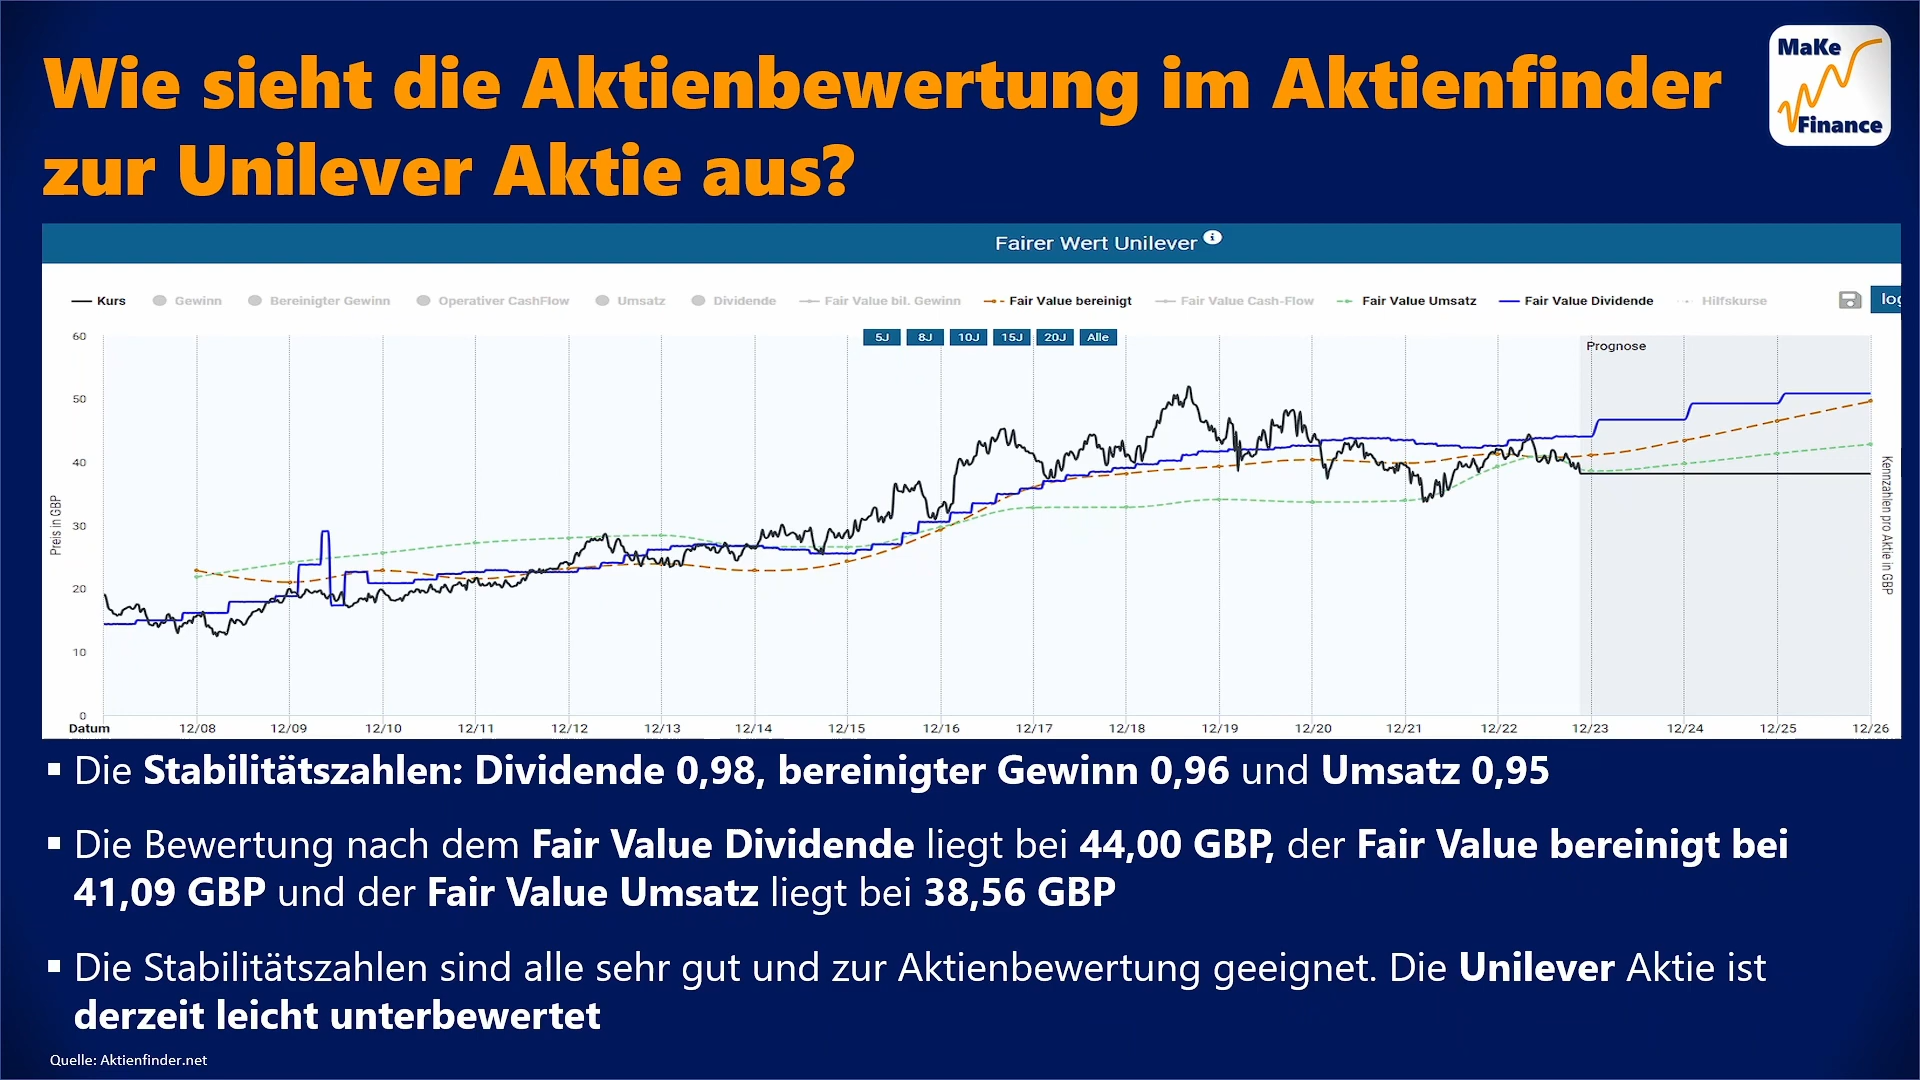 Wie sieht die Aktienbewertung im Aktienfinder
zur Unilever Aktie aus?
MaKe
Finance
Fairer Wert Unilever
Kurs Gewinn Bereinigter Gewinn Operativer CashFlow Umsatz Dividende Fair Value bil. Gewinn Fair Value bereinigt Fair Value Cash-Flow Fair Value Umsatz Fair Value Dividende Hilfskurse
log
5J 8J 10J 15J 20J Alle
Prognose
60
50
40
30
20
10
0
Preis in GBP
Kennzahlen pro Aktie in GBP
Datum 12/08 12/09 12/10 12/11 12/12 12/13 12/14 12/15 12/16 12/17 12/18 12/19 12/20 12/21 12/22 12/23 12/24 12/25 12/26
▪ Die Stabilitätszahlen: Dividende 0,98, bereinigter Gewinn 0,96 und Umsatz 0,95
▪ Die Bewertung nach dem Fair Value Dividende liegt bei 44,00 GBP, der Fair Value bereinigt bei
41,09 GBP und der Fair Value Umsatz liegt bei 38,56 GBP
▪ Die Stabilitätszahlen sind alle sehr gut und zur Aktienbewertung geeignet. Die Unilever Aktie ist
derzeit leicht unterbewertet
Quelle: Aktienfinder.net